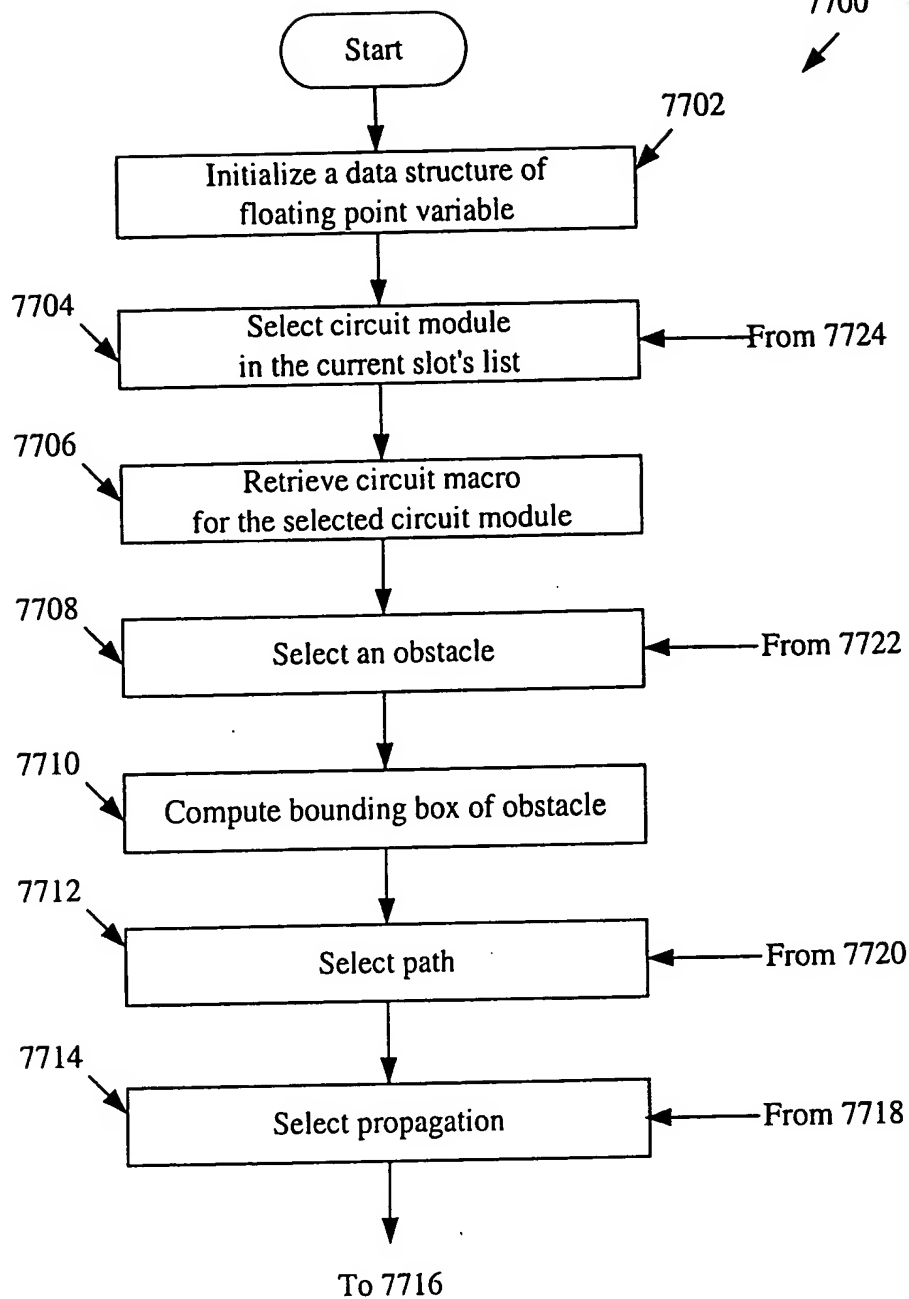 7700
Start
7702
Initialize a data structure of
floating point variable
7704
Select circuit module
in the current slot's list
From 7724
7706
Retrieve circuit macro
for the selected circuit module
7708
Select an obstacle
From 7722
7710
Compute bounding box of obstacle
7712
Select path
From 7720
7714
Select propagation
From 7718
To 7716